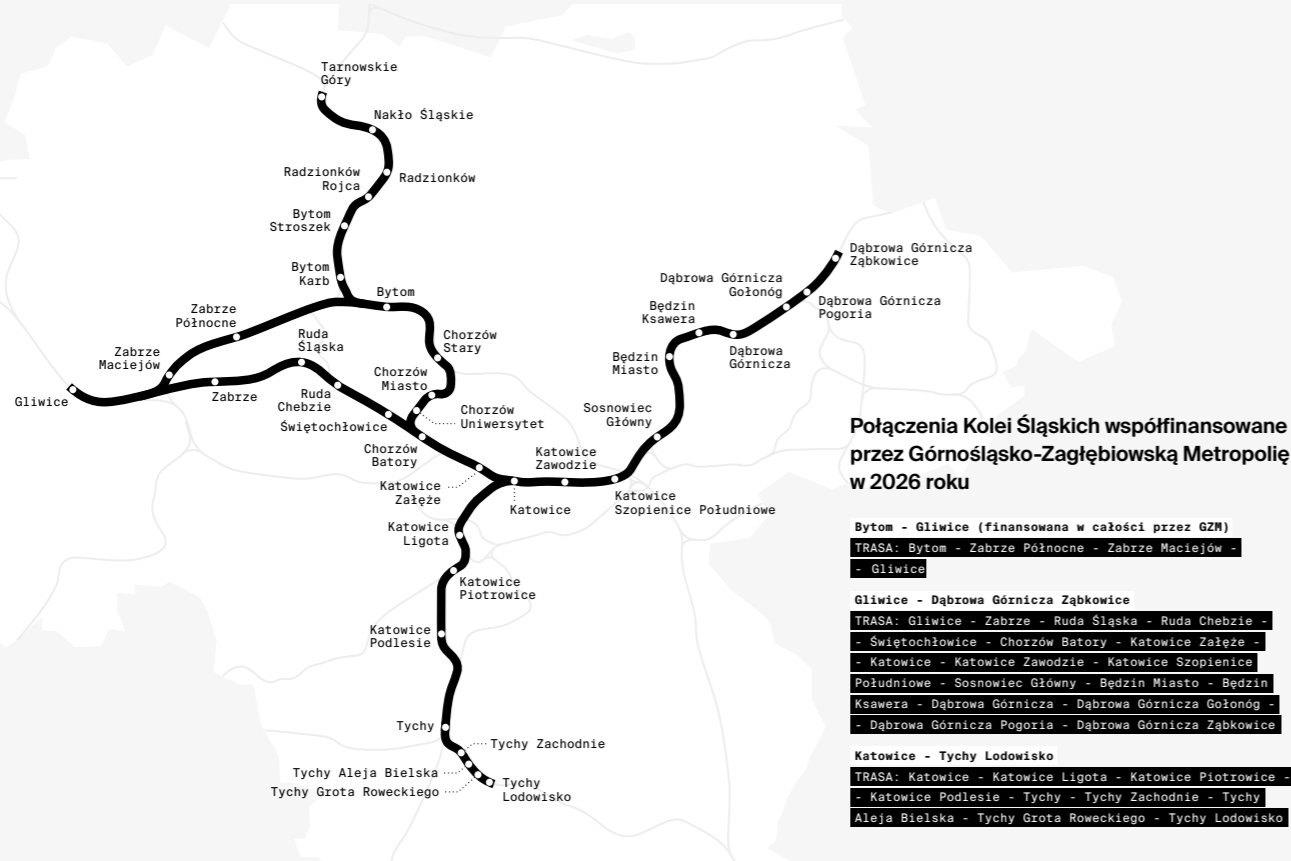 Tarnowskie
Góry
Nakło Śląskie
Radzionków
Rojca
Radzionków
Bytom
Stroszek
Bytom
Karb
Bytom
Zabrze
Północne
Ruda
Śląska
Chorzów
Stary
Zabrze
Maciejów
Chorzów
Miasto
Gliwice
Zabrze
Ruda
Chebzie
Chorzów
Uniwersytet
Świętochłowice
Chorzów
Batory
Katowice
Załęże
Katowice
Zawodzie
Katowice
Katowice
Szopienice Południowe
Sosnowiec
Główny
Będzin
Miasto
Będzin
Ksawera
Dąbrowa
Górnicza
Dąbrowa Górnicza
Gołonóg
Dąbrowa Górnicza
Pogoria
Dąbrowa Górnicza
Ząbkowice
Katowice
Ligota
Katowice
Piotrowice
Katowice
Podlesie
Tychy
Tychy Zachodnie
Tychy Aleja Bielska
Tychy Grota Roweckiego
Tychy
Lodowisko
Połączenia Kolei Śląskich współfinansowane
przez Górnośląsko-Zagłębiowską Metropolię
w 2026 roku
Bytom - Gliwice (finansowana w całości przez GZM)
TRASA: Bytom - Zabrze Północne - Zabrze Maciejów -
- Gliwice
Gliwice - Dąbrowa Górnicza Ząbkowice
TRASA: Gliwice - Zabrze - Ruda Śląska - Ruda Chebzie -
- Świętochłowice - Chorzów Batory - Katowice Załęże -
- Katowice - Katowice Zawodzie - Katowice Szopienice
Południowe - Sosnowiec Główny - Będzin Miasto - Będzin
Ksawera - Dąbrowa Górnicza - Dąbrowa Górnicza Gołonóg -
- Dąbrowa Górnicza Pogoria - Dąbrowa Górnicza Ząbkowice
Katowice - Tychy Lodowisko
TRASA: Katowice - Katowice Ligota - Katowice Piotrowice -
- Katowice Podlesie - Tychy - Tychy Zachodnie - Tychy
Aleja Bielska - Tychy Grota Roweckiego - Tychy Lodowisko